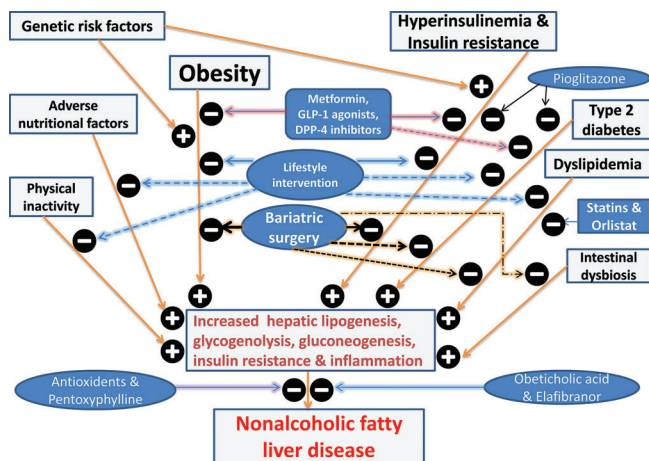 Genetic risk factors
Hyperinsulinemia &
Insulin resistance
Obesity
Pioglitazone
Metformin,
GLP-1 agonists,
DPP-4 inhibitors
Adverse
nutritional factors
Type 2
diabetes
Lifestyle
intervention
Dyslipidemia
Physical
inactivity
Bariatric
surgery
Statins &
Orlistat
Intestinal
dysbiosis
Increased hepatic lipogenesis,
glycogenolysis, gluconeogenesis,
insulin resistance & inflammation
Antioxidents &
Pentoxyphylline
Obeticholic acid
& Elafibranor
Nonalcoholic fatty
liver disease